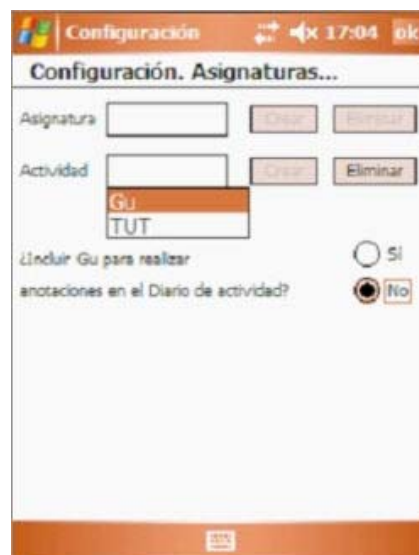 Configuración 17:04 ok
Configuración. Asignaturas...
Asignatura Crear Eliminar
Actividad Crear Eliminar
Gu
TUT
¿Incluir Gu para realizar Si
anotaciones en el Diario de actividad? No